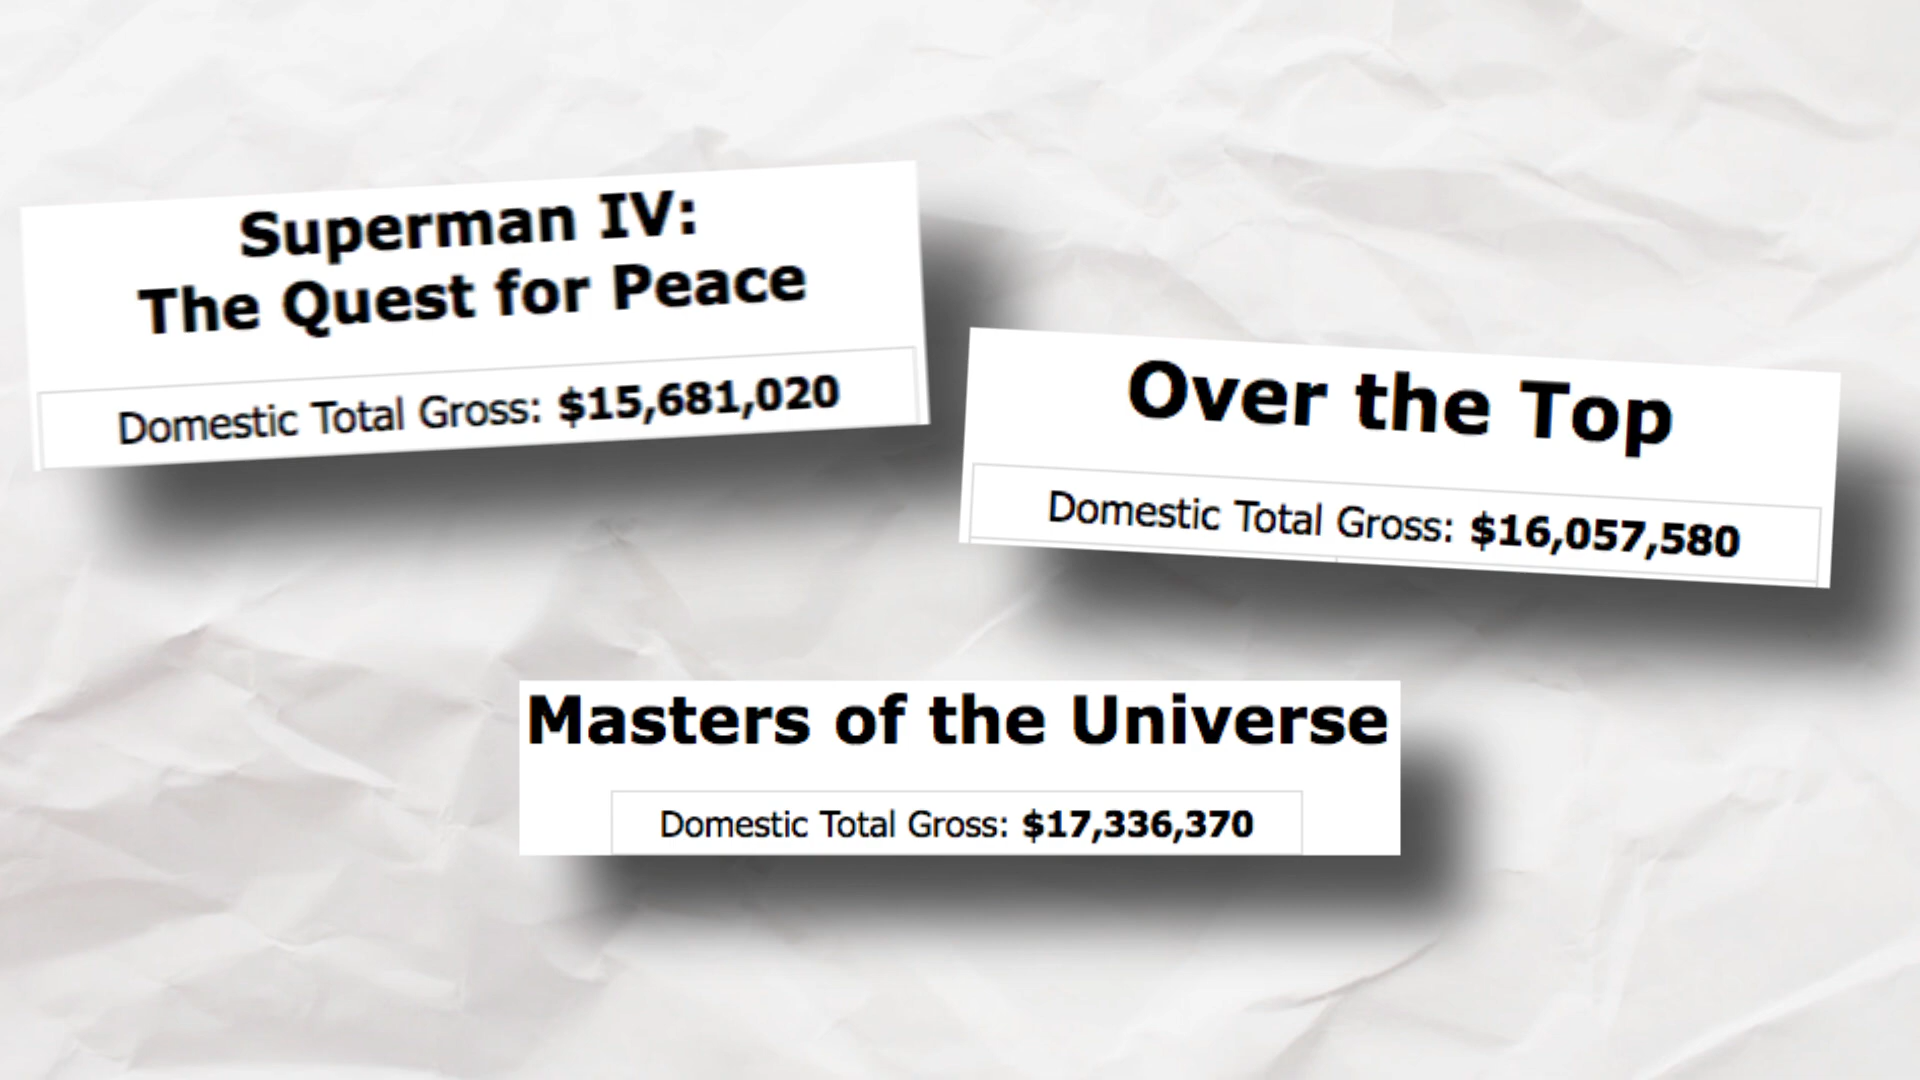 Superman IV:
The Quest for Peace
Domestic Total Gross: $15,681,020
Over the Top
Domestic Total Gross: $16,057,580
Masters of the Universe
Domestic Total Gross: $17,336,370